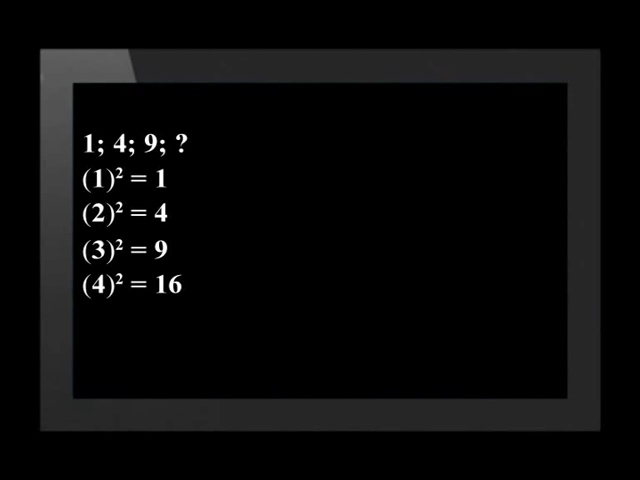 1; 4; 9; ?
(1)² = 1
(2)² = 4
(3)² = 9
(4)² = 16